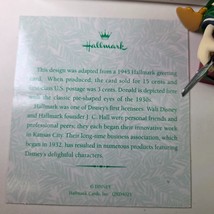 Hallmark
This design was adapted from a 1945 Hallmark greeting
card. When produced, the card sold for 15 cents and
American U.S. postage was 3 cents. Donald is depicted here
with the classic pie-shaped eyes of the 1930s.
Hallmark was one of Disney's first licensees. Walt Disney
and Hallmark founder J. C. Hall were personal friends and
professional peers; they each began their innovative work
in Kansas City. Their long-time business association, which
began in 1932, has resulted in numerous products featuring
Disney's delightful characters.
© DISNEY
Hallmark Cards, Inc.